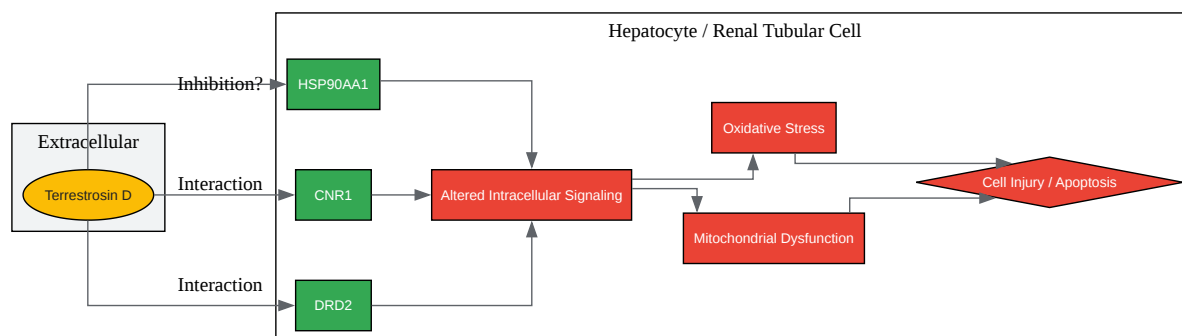 Hepatocyte / Renal Tubular Cell
Inhibition?
HSP90AA1
Extracellular
Terrestrosin D
Interaction
CNR1
Altered Intracellular Signaling
Oxidative Stress
Mitochondrial Dysfunction
Cell Injury / Apoptosis
Interaction
DRD2